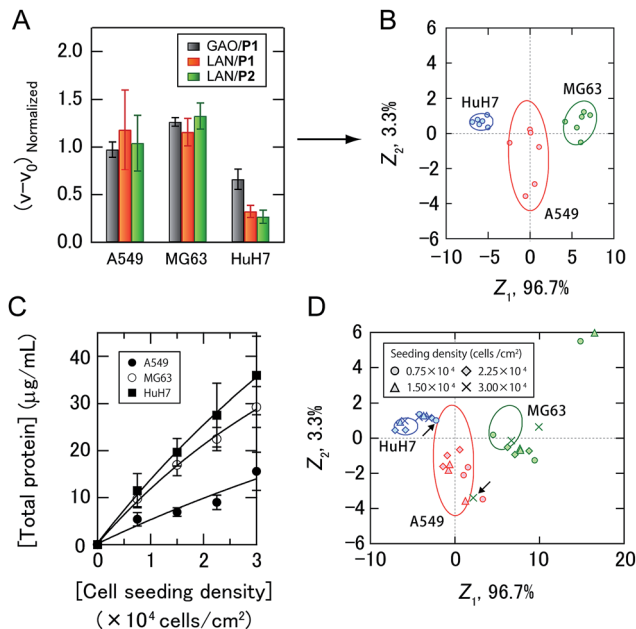 A
(v-v₀) Normalized
2.0
1.5
1.0
0.5
0.0
GAO/P1
LAN/P1
LAN/P2
A549
MG63
HuH7
B
Z₂, 3.3%
6
4
2
0
-2
-4
-6
HuH7
MG63
A549
-10
-5
0
5
10
Z₁, 96.7%
C
[Total protein] (μg/mL)
40
30
20
10
0
A549
MG63
HuH7
0
1
2
3
[Cell seeding density]
(×10⁴ cells/cm²)
D
Z₂, 3.3%
6
4
2
0
-2
-4
-6
Seeding density (cells /cm²)
0.75×10⁴
2.25×10⁴
1.50×10⁴
3.00×10⁴
MG63
HuH7
A549
-10
0
10
20
Z₁, 96.7%